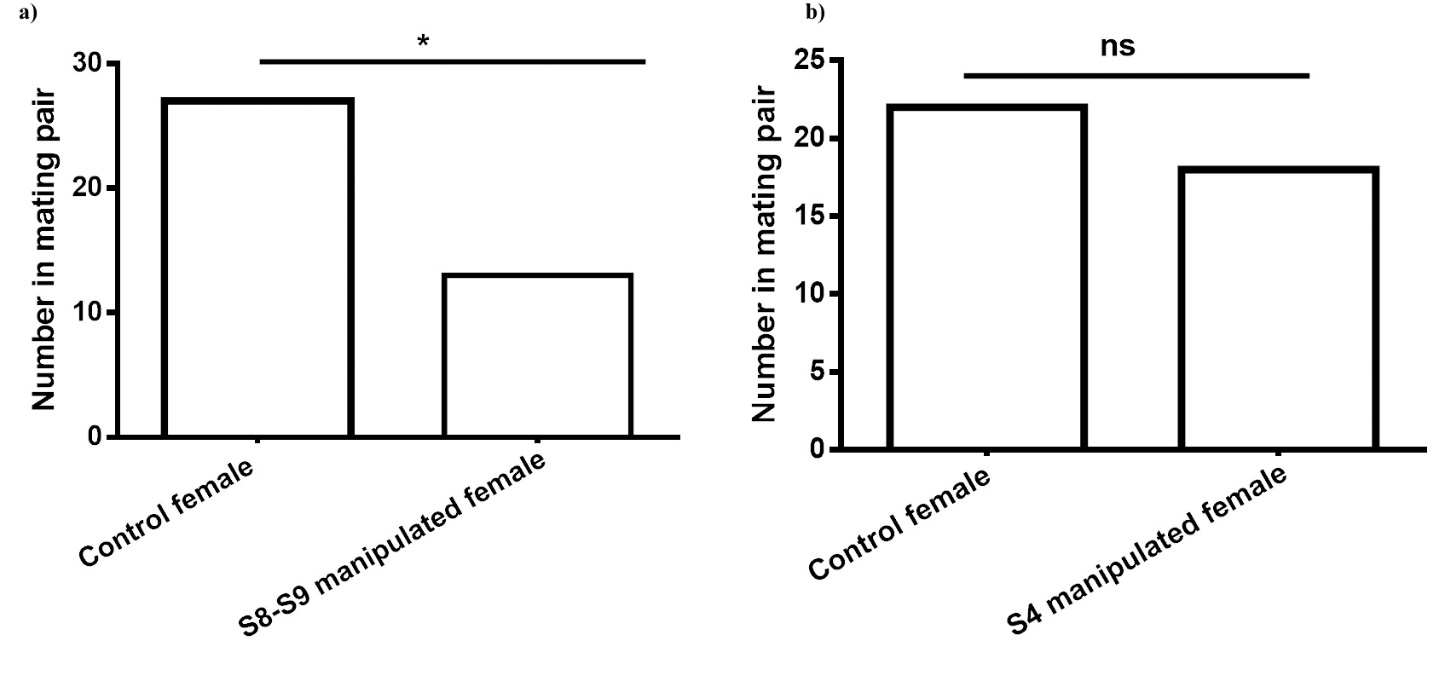 a)
*
30
20
10
0
Number in mating pair
Control female
S8-S9 manipulated female
b)
ns
25
20
15
10
5
0
Number in mating pair
Control female
S4 manipulated female